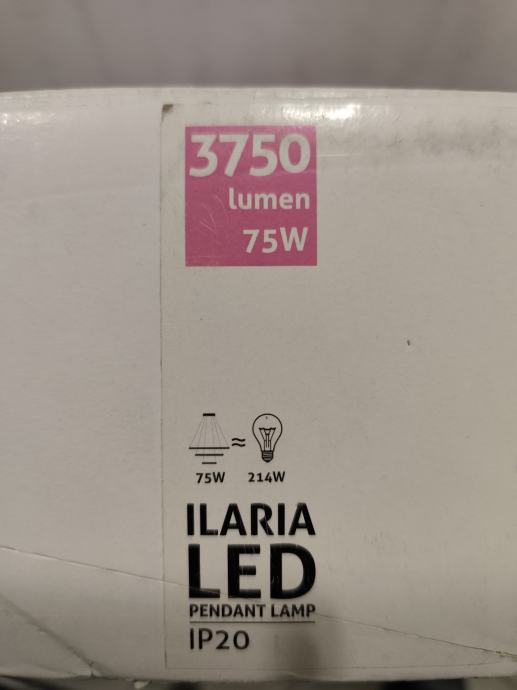 3750
lumen
75W
≈
75W 214W
ILARIA
LED
PENDANT LAMP
IP20